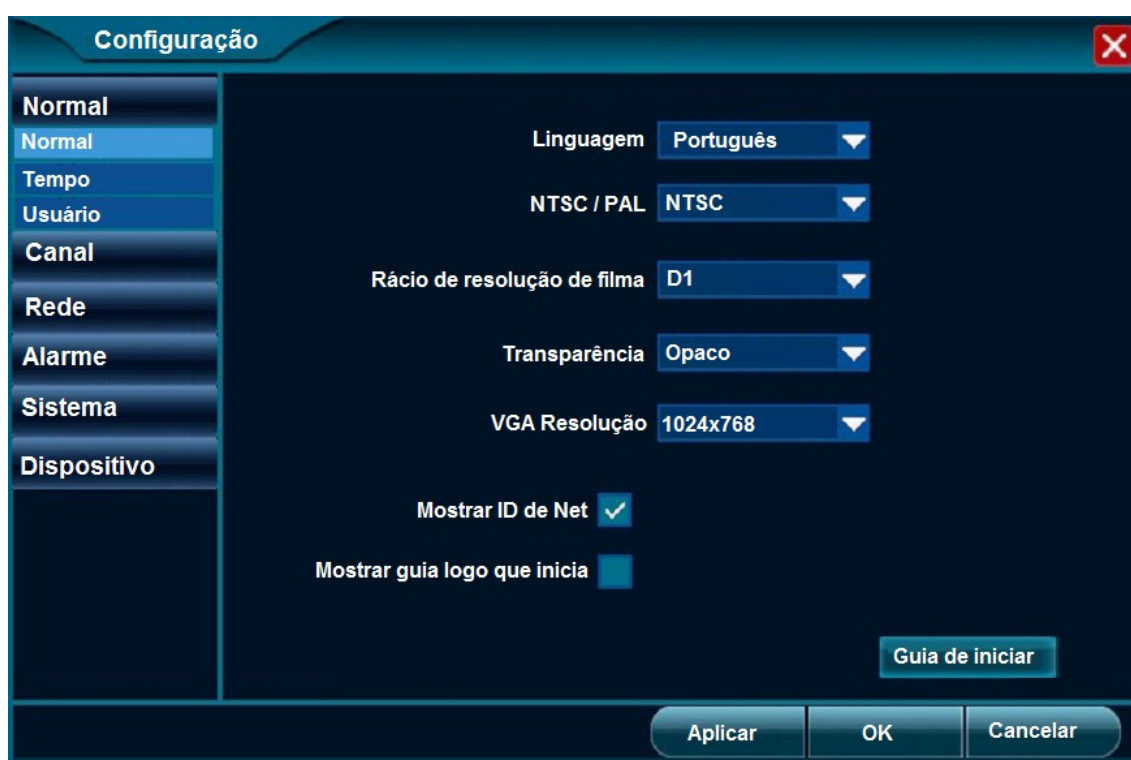 Configuração
Normal
Normal
Tempo
Usuário
Canal
Rede
Alarme
Sistema
Dispositivo
Linguagem Português
NTSC / PAL NTSC
Rácio de resolução de filma D1
Transparência Opaco
VGA Resolução 1024x768
Mostrar ID de Net
Mostrar guia logo que inicia
Guia de iniciar
Aplicar OK Cancelar